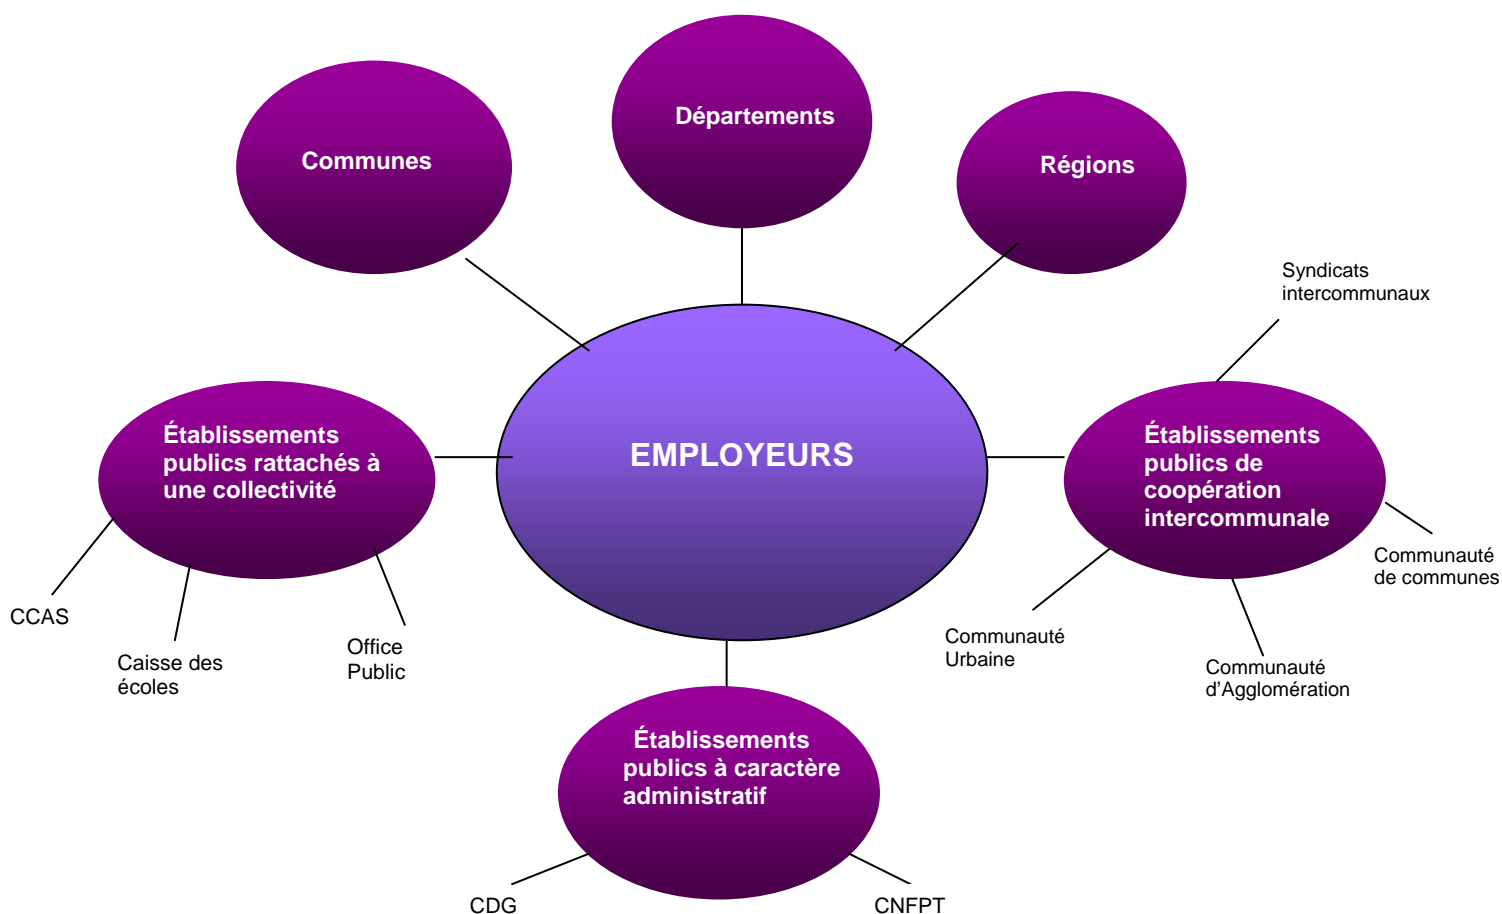 Départements
Communes
Régions
Syndicats
intercommunaux
Établissements
publics rattachés à
une collectivité
EMPLOYEURS
Établissements
publics de
coopération
intercommunale
Communauté
de communes
CCAS
Caisse des
écoles
Office
Public
Communauté
Urbaine
Communauté
d’Agglomération
Établissements
publics à caractère
administratif
CDG
CNFPT